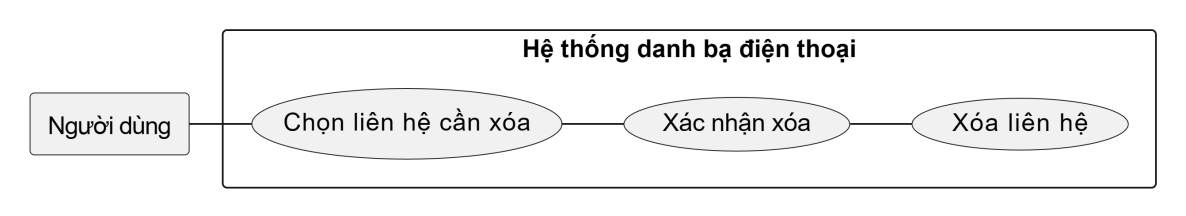 Hệ thống danh bạ điện thoại
Người dùng
Chọn liên hệ cần xóa
Xác nhận xóa
Xóa liên hệ